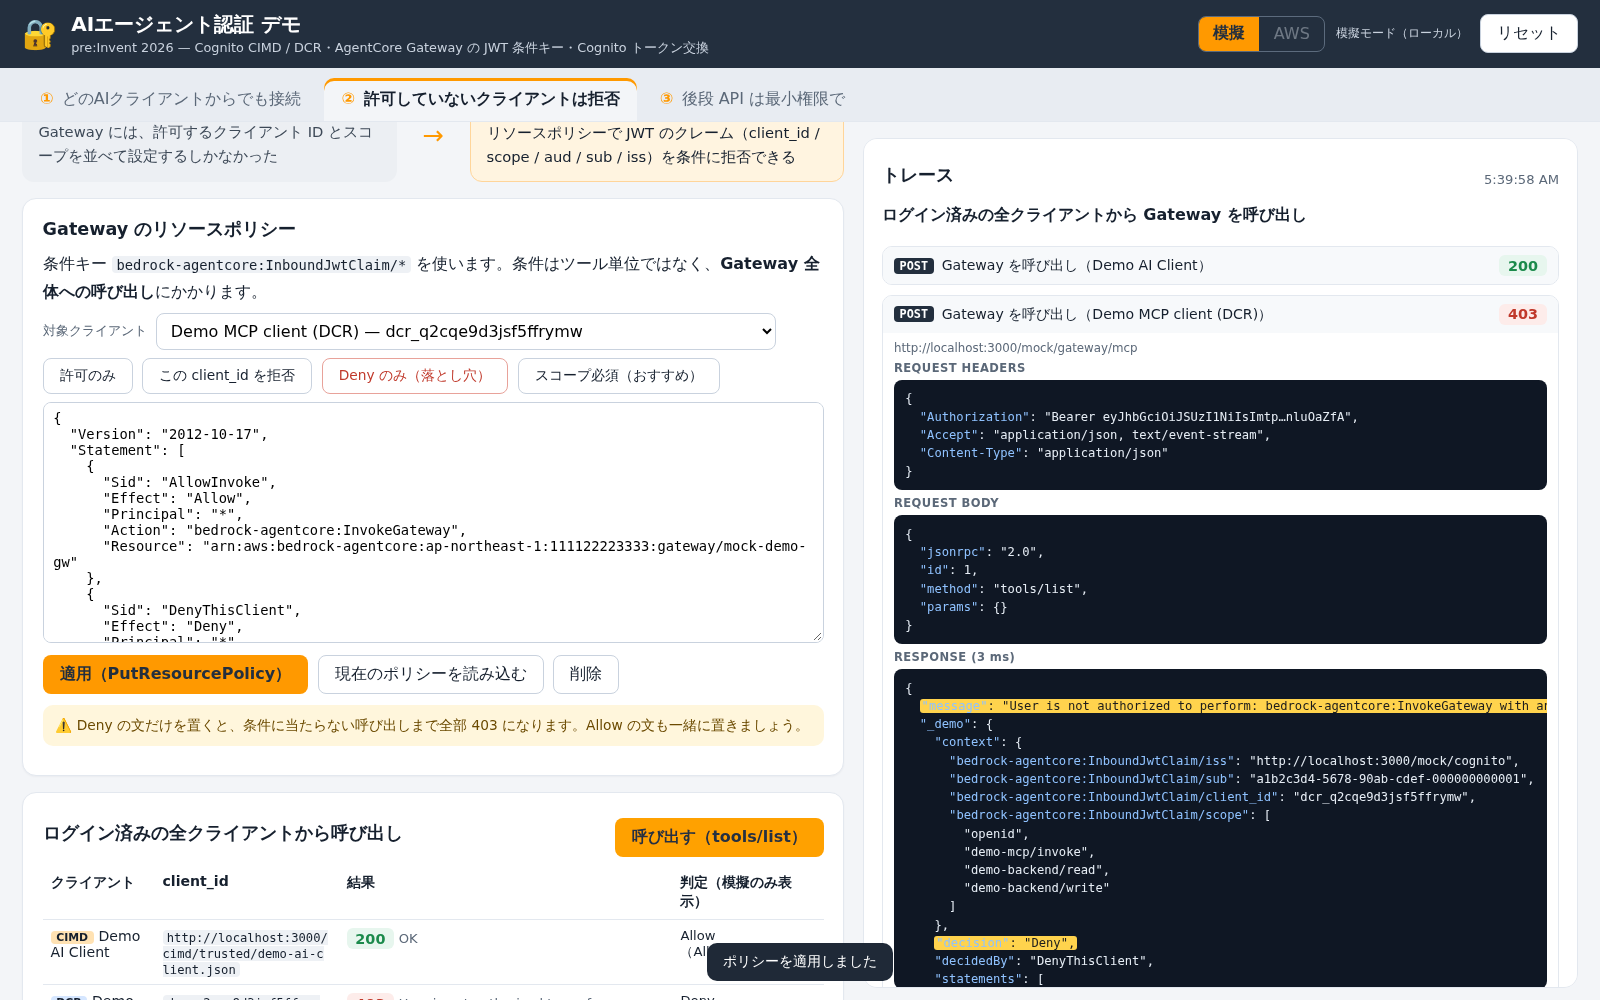 AIエージェント認証 デモ
pre:Invent 2026 — Cognito CIMD / DCR・AgentCore Gateway の JWT 条件キー・Cognito トークン交換
模擬 AWS 模擬モード（ローカル） リセット
① どのAIクライアントからでも接続
② 許可していないクライアントは拒否
③ 後段 API は最小権限で
Gateway には、許可するクライアント ID とスコ
ープを並べて設定するしかなかった
→
リソースポリシーで JWT のクレーム（client_id /
scope / aud / sub / iss）を条件に拒否できる
Gateway のリソースポリシー
条件キー bedrock-agentcore:InboundJwtClaim/* を使います。条件はツール単位ではなく、Gateway 全
体への呼び出しにかかります。
対象クライアント Demo MCP client (DCR) — dcr_q2cqe9d3jsf5ffrymw
許可のみ この client_id を拒否 Deny のみ（落とし穴） スコープ必須（おすすめ）
{
"Version": "2012-10-17",
"Statement": [
{
"Sid": "AllowInvoke",
"Effect": "Allow",
"Principal": "*",
"Action": "bedrock-agentcore:InvokeGateway",
"Resource": "arn:aws:bedrock-agentcore:ap-northeast-1:111122223333:gateway/mock-demo-
gw"
},
{
"Sid": "DenyThisClient",
"Effect": "Deny",
"Principal": "*",
適用（PutResourcePolicy） 現在のポリシーを読み込む 削除
⚠️ Deny の文だけを置くと、条件に当たらない呼び出しまで全部 403 になります。Allow の文も一緒に置きましょう。
ログイン済みの全クライアントから呼び出し
呼び出す（tools/list）
クライアント client_id 結果 判定（模擬のみ表
示）
CIMD Demo
AI Client
http://localhost:3000/
cimd/trusted/demo-ai-c
lient.json
200 OK
Allow
ポリシーを適用しました
トレース 5:39:58 AM
ログイン済みの全クライアントから Gateway を呼び出し
POST Gateway を呼び出し（Demo AI Client） 200
POST Gateway を呼び出し（Demo MCP client (DCR)） 403
http://localhost:3000/mock/gateway/mcp
REQUEST HEADERS
{
"Authorization": "Bearer eyJhbGciOiJSUzI1NiIsImtp…nluOaZfA",
"Accept": "application/json, text/event-stream",
"Content-Type": "application/json"
}
REQUEST BODY
{
"jsonrpc": "2.0",
"id": 1,
"method": "tools/list",
"params": {}
}
RESPONSE (3 ms)
{
"message": "User is not authorized to perform: bedrock-agentcore:InvokeGateway with
"_demo": {
"context": {
"bedrock-agentcore:InboundJwtClaim/iss": "http://localhost:3000/mock/cognito",
"bedrock-agentcore:InboundJwtClaim/sub": "a1b2c3d4-5678-90ab-cdef-000000000001",
"bedrock-agentcore:InboundJwtClaim/client_id": "dcr_q2cqe9d3jsf5ffrymw",
"bedrock-agentcore:InboundJwtClaim/scope": [
"openid",
"demo-mcp/invoke",
"demo-backend/read",
"demo-backend/write"
]
},
"decision": "Deny",
"decidedBy": "DenyThisClient",
"statements": [